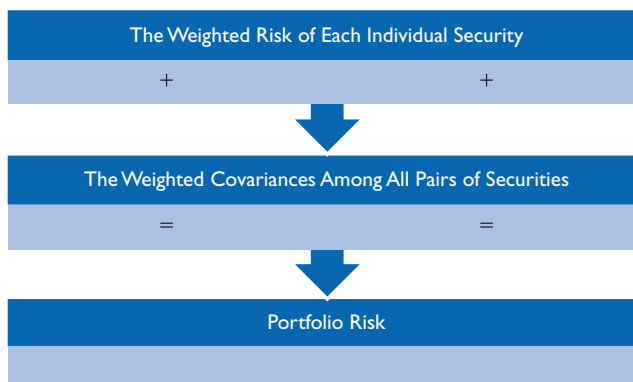 The Weighted Risk of Each Individual Security
+ +
The Weighted Covariances Among All Pairs of Securities
= =
Portfolio Risk